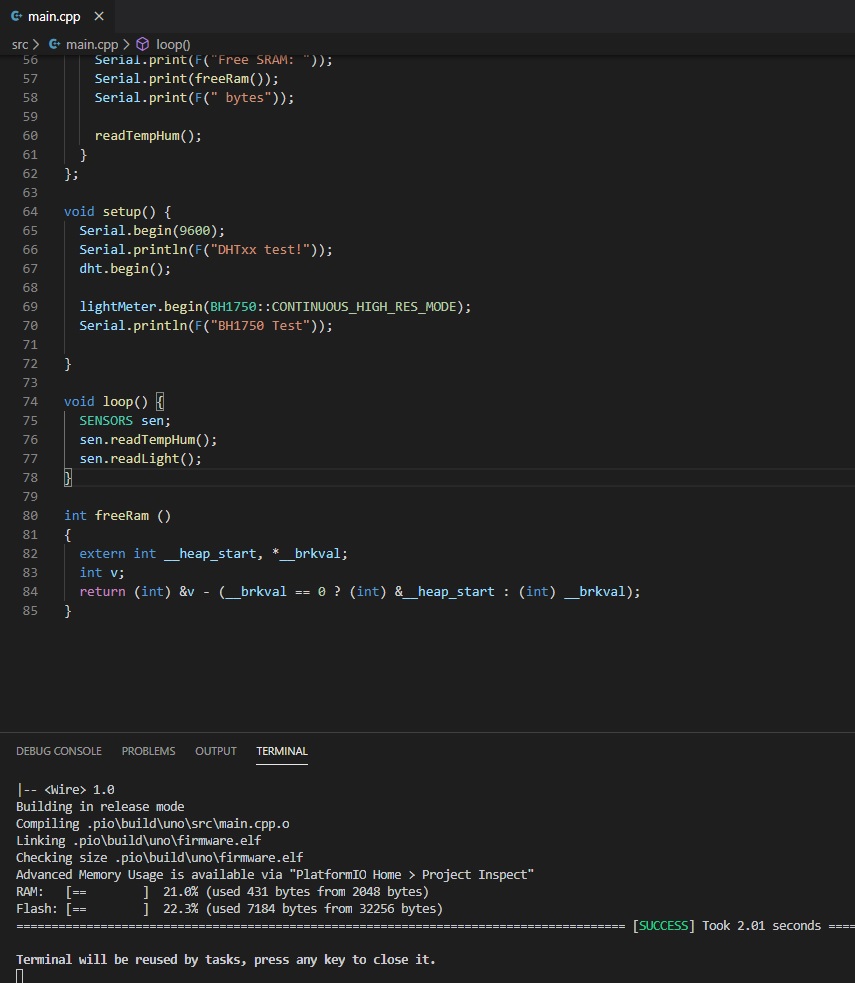 main.cpp ×
src > main.cpp > loop()
56 Serial.print(F("Free SRAM: "));
57 Serial.print(freeRam());
58 Serial.print(F(" bytes"));
59
60 readTempHum();
61 }
62 };
63
64 void setup() {
65 Serial.begin(9600);
66 Serial.println(F("DHTxx test!"));
67 dht.begin();
68
69 lightMeter.begin(BH1750::CONTINUOUS_HIGH_RES_MODE);
70 Serial.println(F("BH1750 Test"));
71
72 }
73
74 void loop() {
75 SENSORS sen;
76 sen.readTempHum();
77 sen.readLight();
78 }
79
80 int freeRam ()
81 {
82 extern int __heap_start, *__brkval;
83 int v;
84 return (int) &v - (__brkval == 0 ? (int) &__heap_start : (int) __brkval);
85 }
DEBUG CONSOLE PROBLEMS OUTPUT TERMINAL
|-- <Wire> 1.0
Building in release mode
Compiling .pio\build\uno\src\main.cpp.o
Linking .pio\build\uno\firmware.elf
Checking size .pio\build\uno\firmware.elf
Advanced Memory Usage is available via "PlatformIO Home > Project Inspect"
RAM:   [==        ]  21.0% (used 431 bytes from 2048 bytes)
Flash: [==        ]  22.3% (used 7184 bytes from 32256 bytes)
======================================================================================= [SUCCESS] Took 2.01 seconds ====
Terminal will be reused by tasks, press any key to close it.